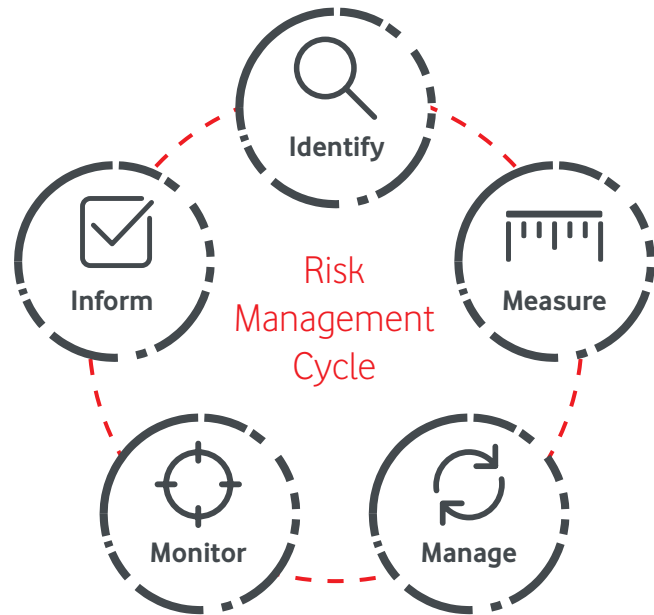 Identify
Measure
Manage
Monitor
Inform
Risk
Management
Cycle